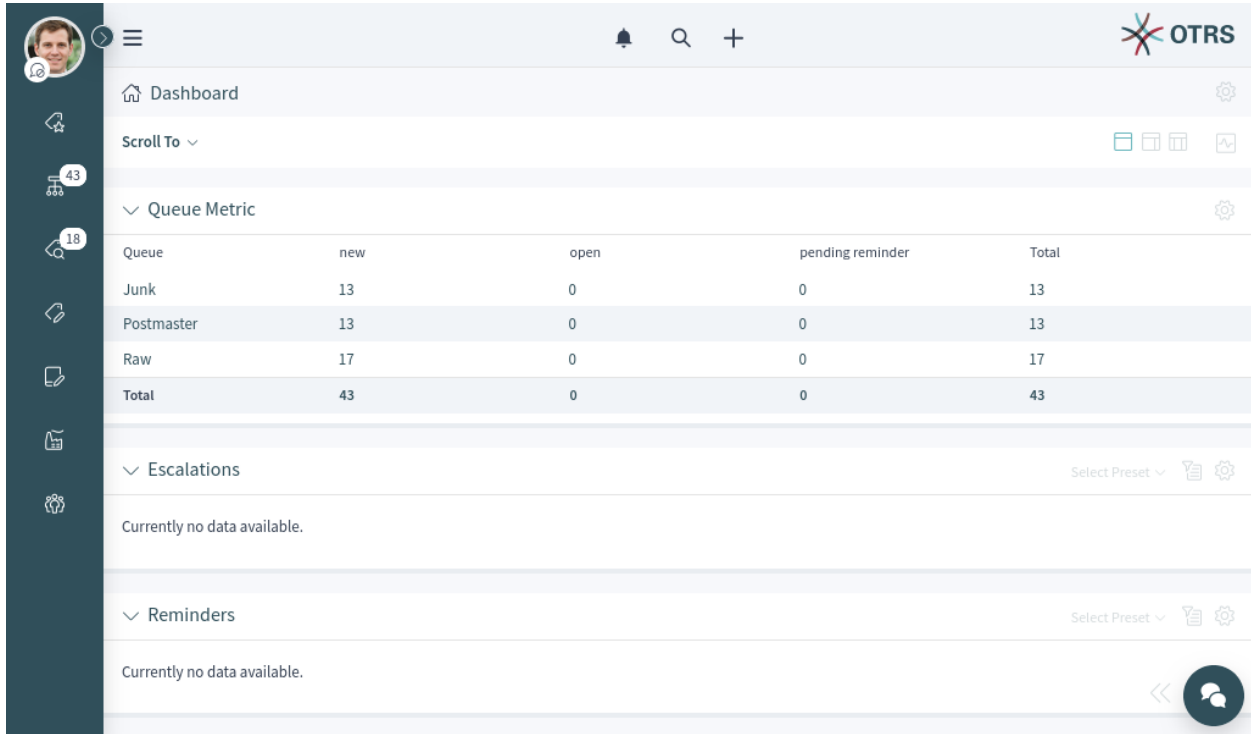 OTRS
Dashboard
Scroll To
43
18
Queue Metric
Queue new open pending reminder Total
Junk 13 0 0 13
Postmaster 13 0 0 13
Raw 17 0 0 17
Total 43 0 0 43
Escalations
Select Preset
Currently no data available.
Reminders
Select Preset
Currently no data available.